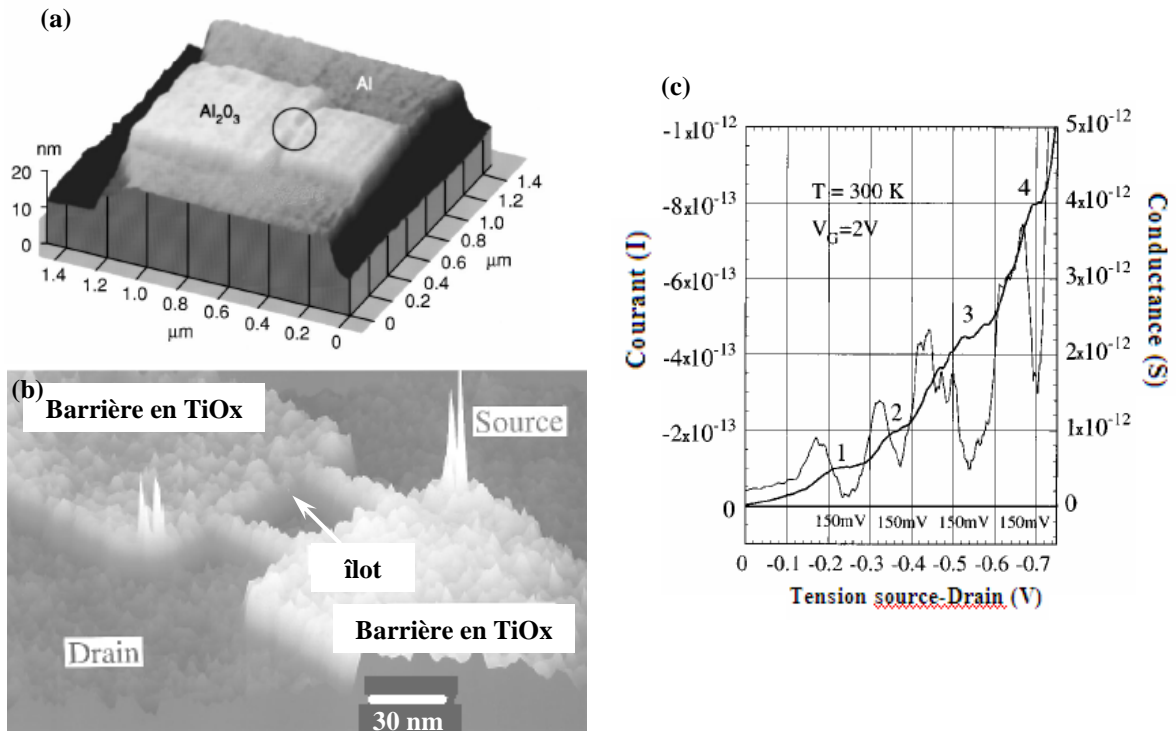 (a)
Al
Al₂0₃
nm
20
10
0
1.4
1.2
1.0
0.8
0.6
0.4
0.2
0
μm
1.4
1.2
1.0
0.8
0.6
0.4
0.2
0
μm
(b)
Barrière en TiOx
Source
îlot
Barrière en TiOx
Drain
30 nm
(c)
Courant (I)
-1x10⁻¹²
-8x10⁻¹³
-6x10⁻¹³
-4x10⁻¹³
-2x10⁻¹³
0
T = 300 K
V_G=2V
1
2
3
4
150mV 150mV 150mV 150mV
0 -0.1 -0.2 -0.3 -0.4 -0.5 -0.6 -0.7
Tension source-Drain (V)
5x10⁻¹²
4x10⁻¹²
3x10⁻¹²
2x10⁻¹²
1x10⁻¹²
0
Conductance (S)